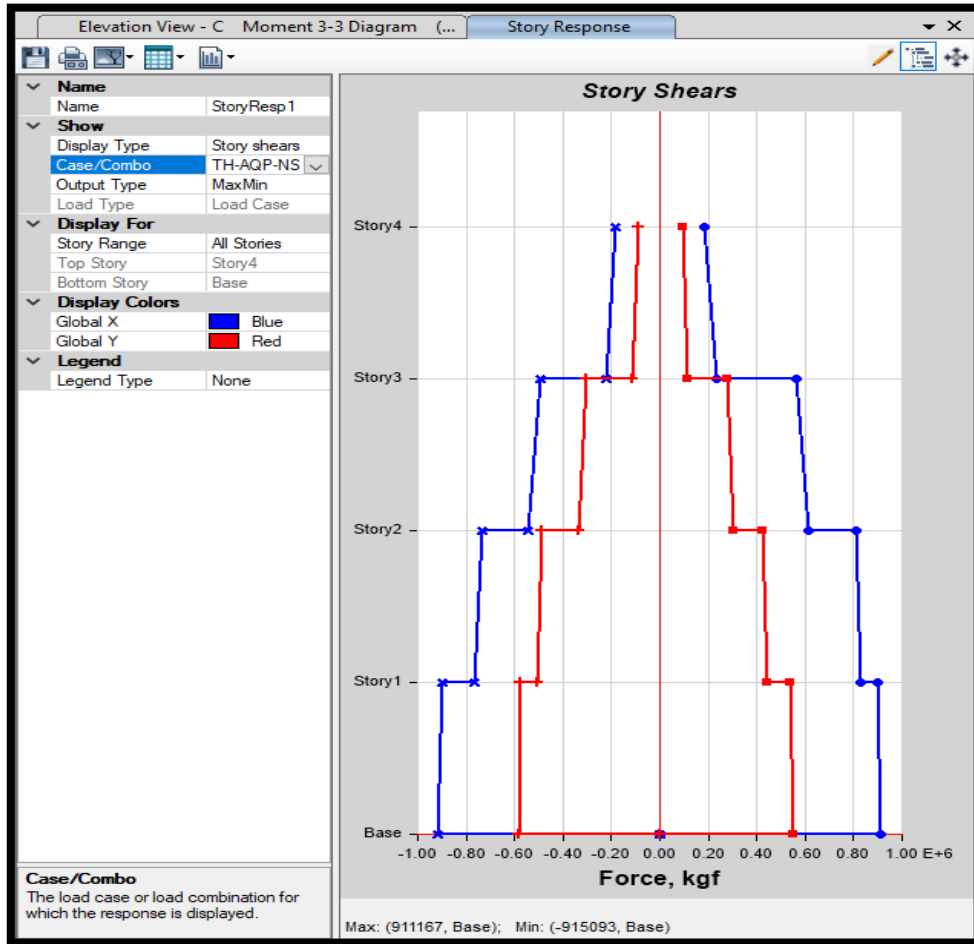 Elevation View - C Moment 3-3 Diagram (...
Story Response
Name
Name StoryResp1
Show
Display Type Story shears
Case/Combo TH-AQP-NS
Output Type MaxMin
Load Type Load Case
Display For
Story Range All Stories
Top Story Story4
Bottom Story Base
Display Colors
Global X Blue
Global Y Red
Legend
Legend Type None
Case/Combo
The load case or load combination for
which the response is displayed.
Story Shears
Story4
Story3
Story2
Story1
Base
-1.00 -0.80 -0.60 -0.40 -0.20 0.00 0.20 0.40 0.60 0.80 1.00 E+6
Force, kgf
Max: (911167, Base); Min: (-915093, Base)